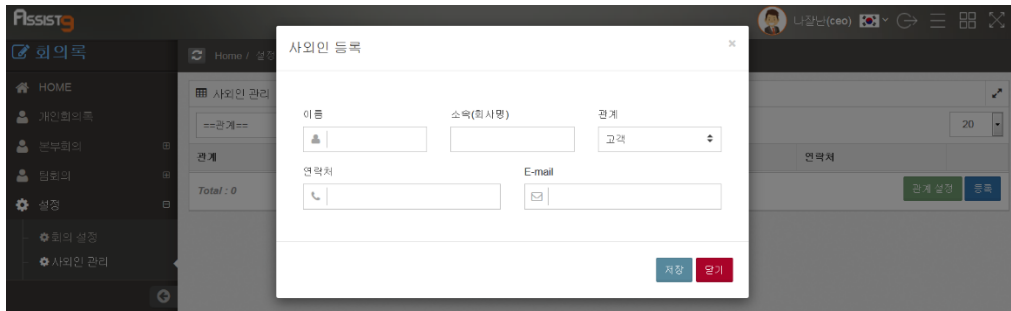 Assist9
나잘난(ceo)
회의록
Home / 설정
사외인 등록
×
HOME
개인회의록
본부회의
팀회의
설정
회의 설정
사외인 관리
사외인 관리
==관계==
20
관계
연락처
Total : 0
관계 설정
등록
이름
소속(회사명)
관계
고객
연락처
E-mail
저장
닫기